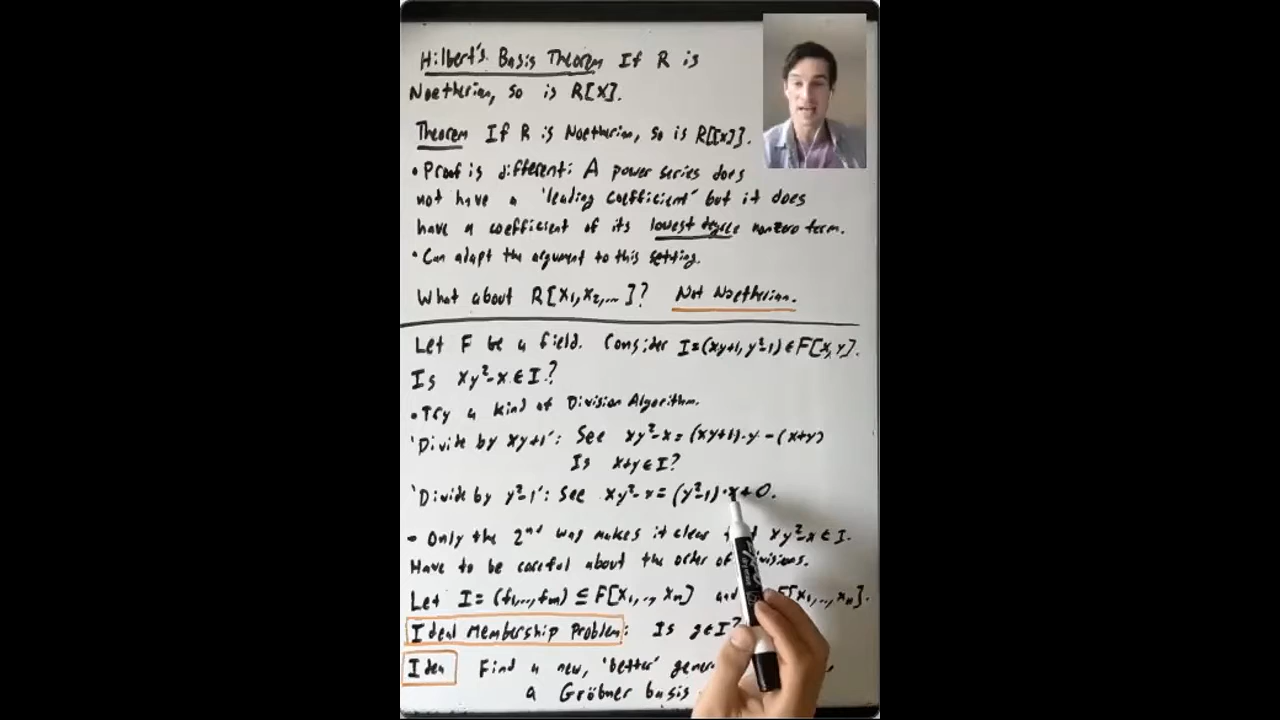 Hilbert's Basis Theorem If R is
Noetherian, so is R[x].
Theorem If R is Noetherian, so is R[[x]].
• Proof is different: A power series does
not have a 'leading coefficient' but it does
have a coefficient of its lowest degree nonzero term.
• Can adapt the argument to this setting.
What about R[x₁,x₂,...]? Not Noetherian.
Let F be a field. Consider I=(xy+1, y²-1) ∈ F[x,y].
Is xy²-x ∈ I?
• Try a kind of Division Algorithm.
'Divide by xy+1': See xy²-x = (xy+1)·y - (x+y)
Is x+y ∈ I?
'Divide by y²-1': See xy²-x = (y²-1)·x + 0.
• Only the 2nd way makes it clear xy²-x ∈ I.
Have to be careful about the order of divisions.
Let I = (f₁,...,fₘ) ⊆ F[x₁,..., xₙ] and F[x₁,...,xₙ].
Ideal Membership Problem: Is g ∈ I?
Idea Find a new, 'better'
a Gröbner basis